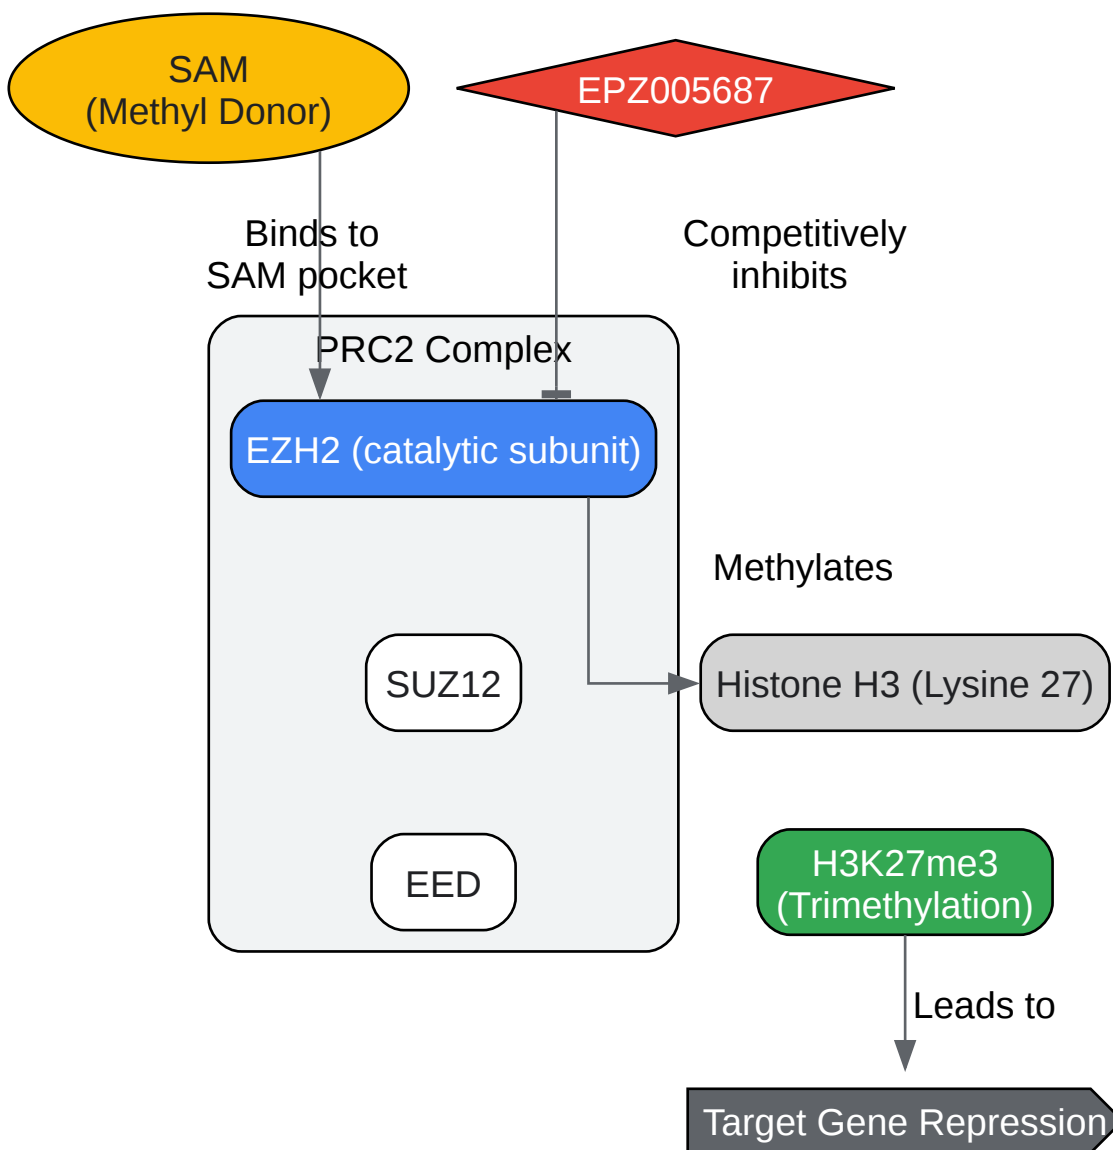 SAM
(Methyl Donor)
EPZ005687
Binds to
SAM pocket
Competitively
inhibits
PRC2 Complex
EZH2 (catalytic subunit)
Methylates
SUZ12
Histone H3 (Lysine 27)
EED
H3K27me3
(Trimethylation)
Leads to
Target Gene Repression